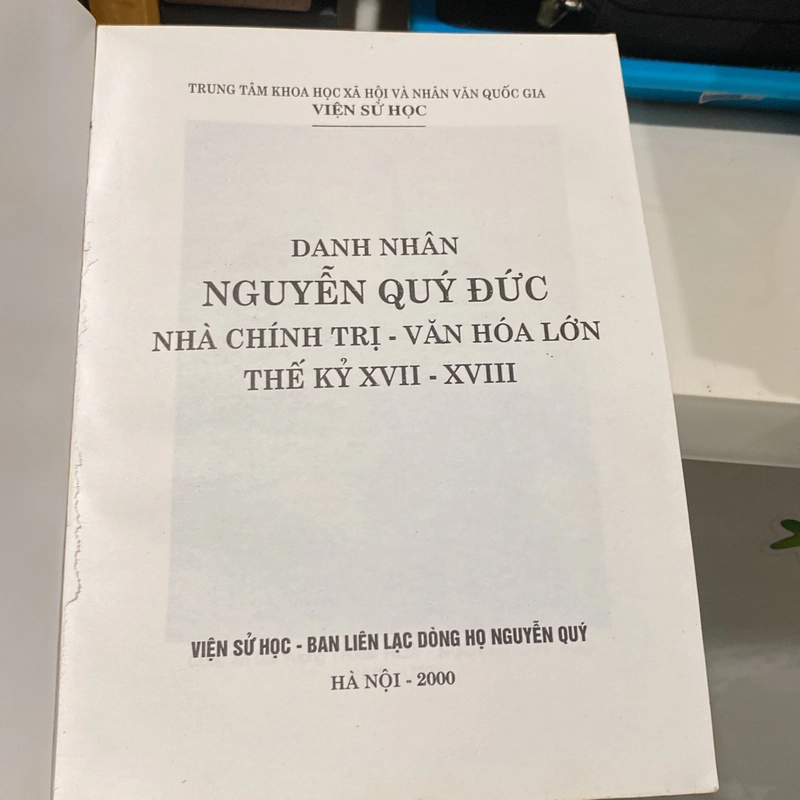 TRUNG TÂM KHOA HỌC XÃ HỘI VÀ NHÂN VĂN QUỐC GIA
VIỆN SỬ HỌC
DANH NHÂN
NGUYỄN QUÝ ĐỨC
NHÀ CHÍNH TRỊ - VĂN HÓA LỚN
THẾ KỶ XVII - XVIII
VIỆN SỬ HỌC - BAN LIÊN LẠC DÒNG HỌ NGUYỄN QUÝ
HÀ NỘI - 2000